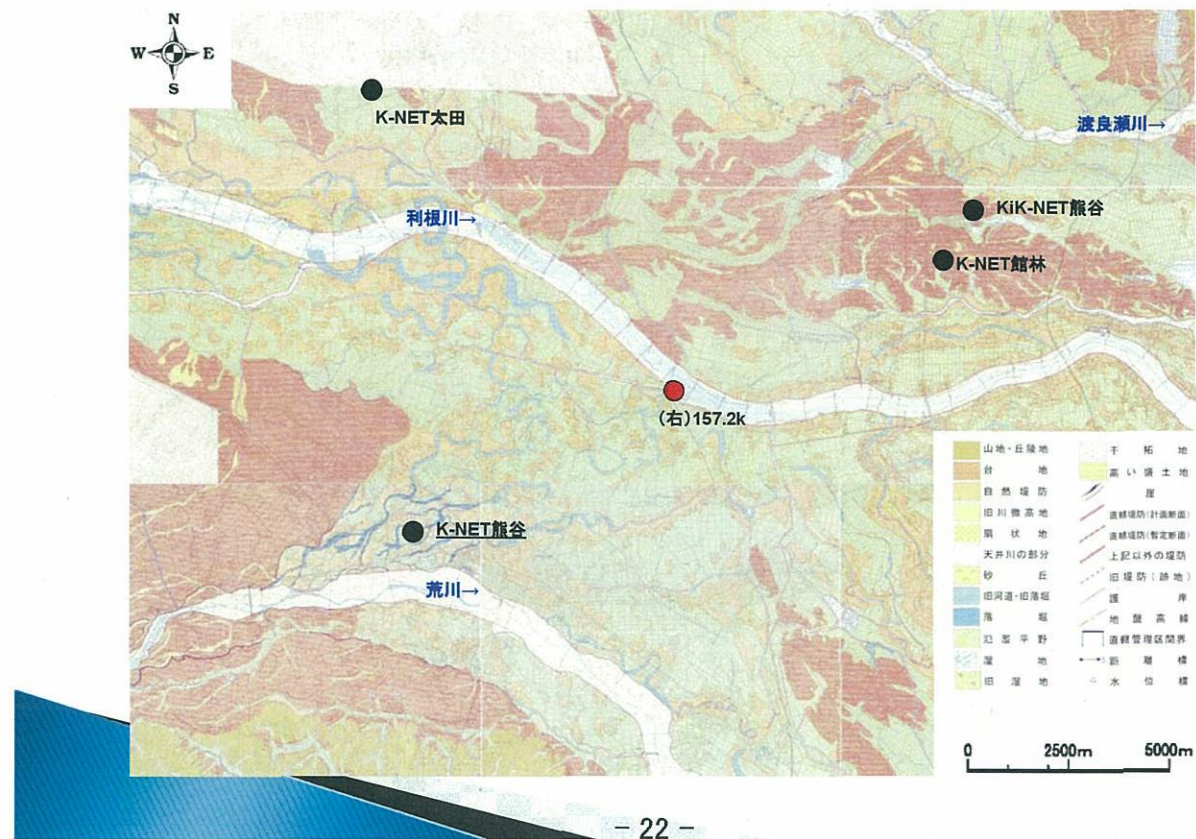 N
W E
S
K-NET太田
渡良瀬川→
利根川→
KiK-NET熊谷
K-NET館林
(右)157.2k
K-NET熊谷
荒川→
山地・丘陵地
台地
自然堤防
旧川微高地
扇状地
天井川の部分
砂丘
旧河道・旧落堀
落堀
氾濫平野
湿地
旧湿地
干拓地
高い盛土地
崖
直轄堤防(計画断面)
直轄堤防(暫定断面)
上記以外の堤防
旧堤防(跡地)
護岸
地盤高線
直轄管理区間界
距離標
水位標
0 2500m 5000m
- 22 -